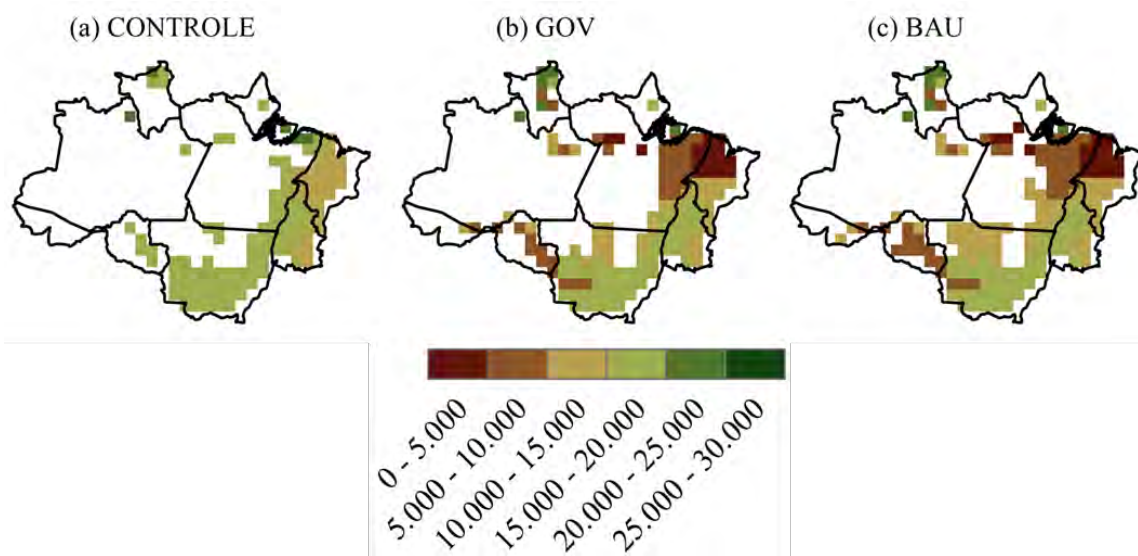 (a) CONTROLE
(b) GOV
(c) BAU
0 - 5.000
5.000 - 10.000
10.000 - 15.000
15.000 - 20.000
20.000 - 25.000
25.000 - 30.000